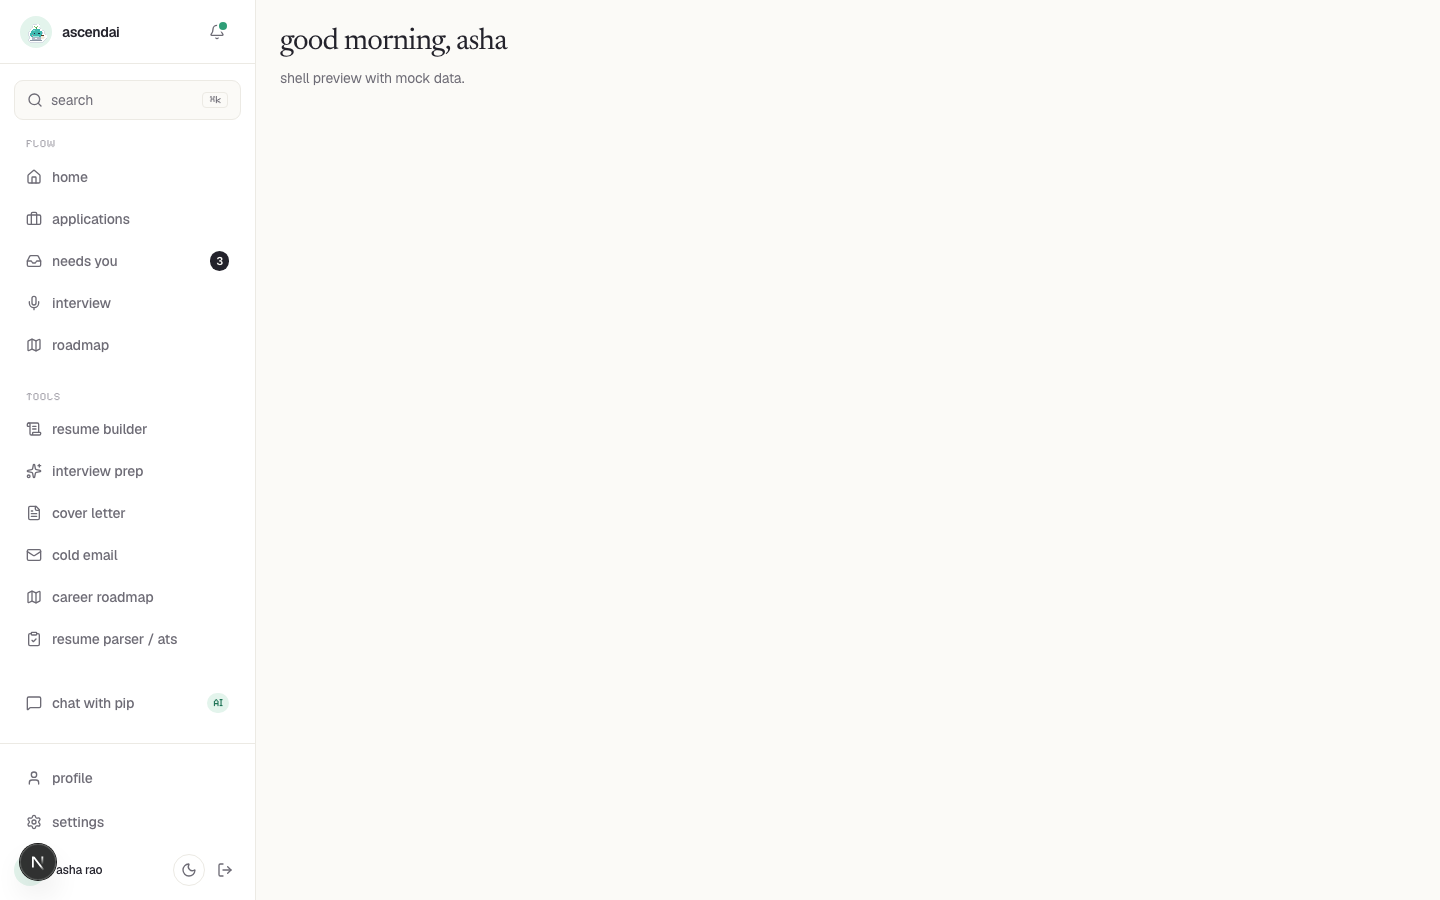 ascendai
search
⌘k
FLOW
home
applications
needs you
3
interview
roadmap
TOOLS
resume builder
interview prep
cover letter
cold email
career roadmap
resume parser / ats
chat with pip
AI
profile
settings
N
asha rao
good morning, asha
shell preview with mock data.